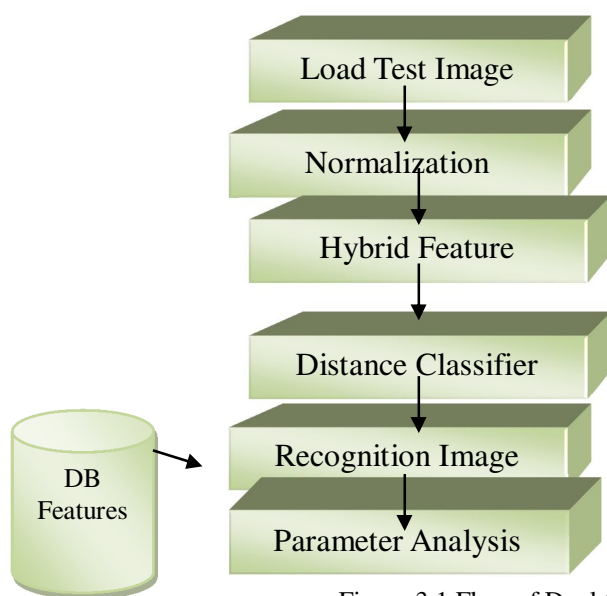 Load Test Image
Normalization
Hybrid Feature
Distance Classifier
Recognition Image
DB
Features
Parameter Analysis